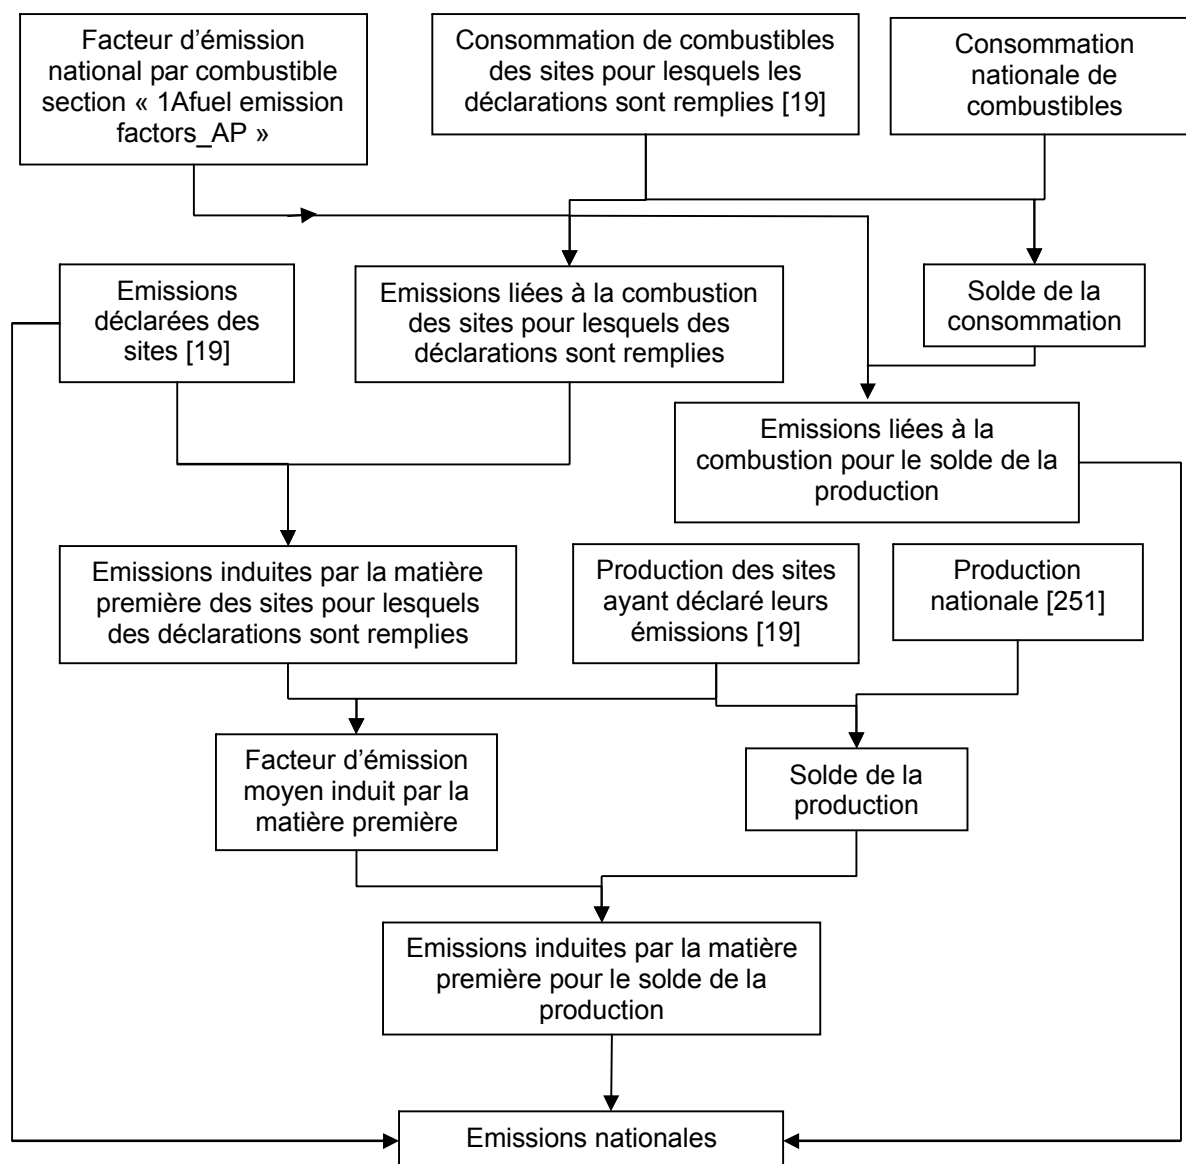 Facteur d’émission
national par combustible
section « 1Afuel emission
factors_AP »
Consommation de combustibles
des sites pour lesquels les
déclarations sont remplies [19]
Consommation
nationale de
combustibles
Emissions
déclarées des
sites [19]
Emissions liées à la combustion
des sites pour lesquels des
déclarations sont remplies
Solde de la
consommation
Emissions liées à la
combustion pour le solde de la
production
Emissions induites par la matière
première des sites pour lesquels
des déclarations sont remplies
Production des sites
ayant déclaré leurs
émissions [19]
Production
nationale [251]
Facteur d’émission
moyen induit par la
matière première
Solde de la
production
Emissions induites par la matière
première pour le solde de la
production
Emissions nationales